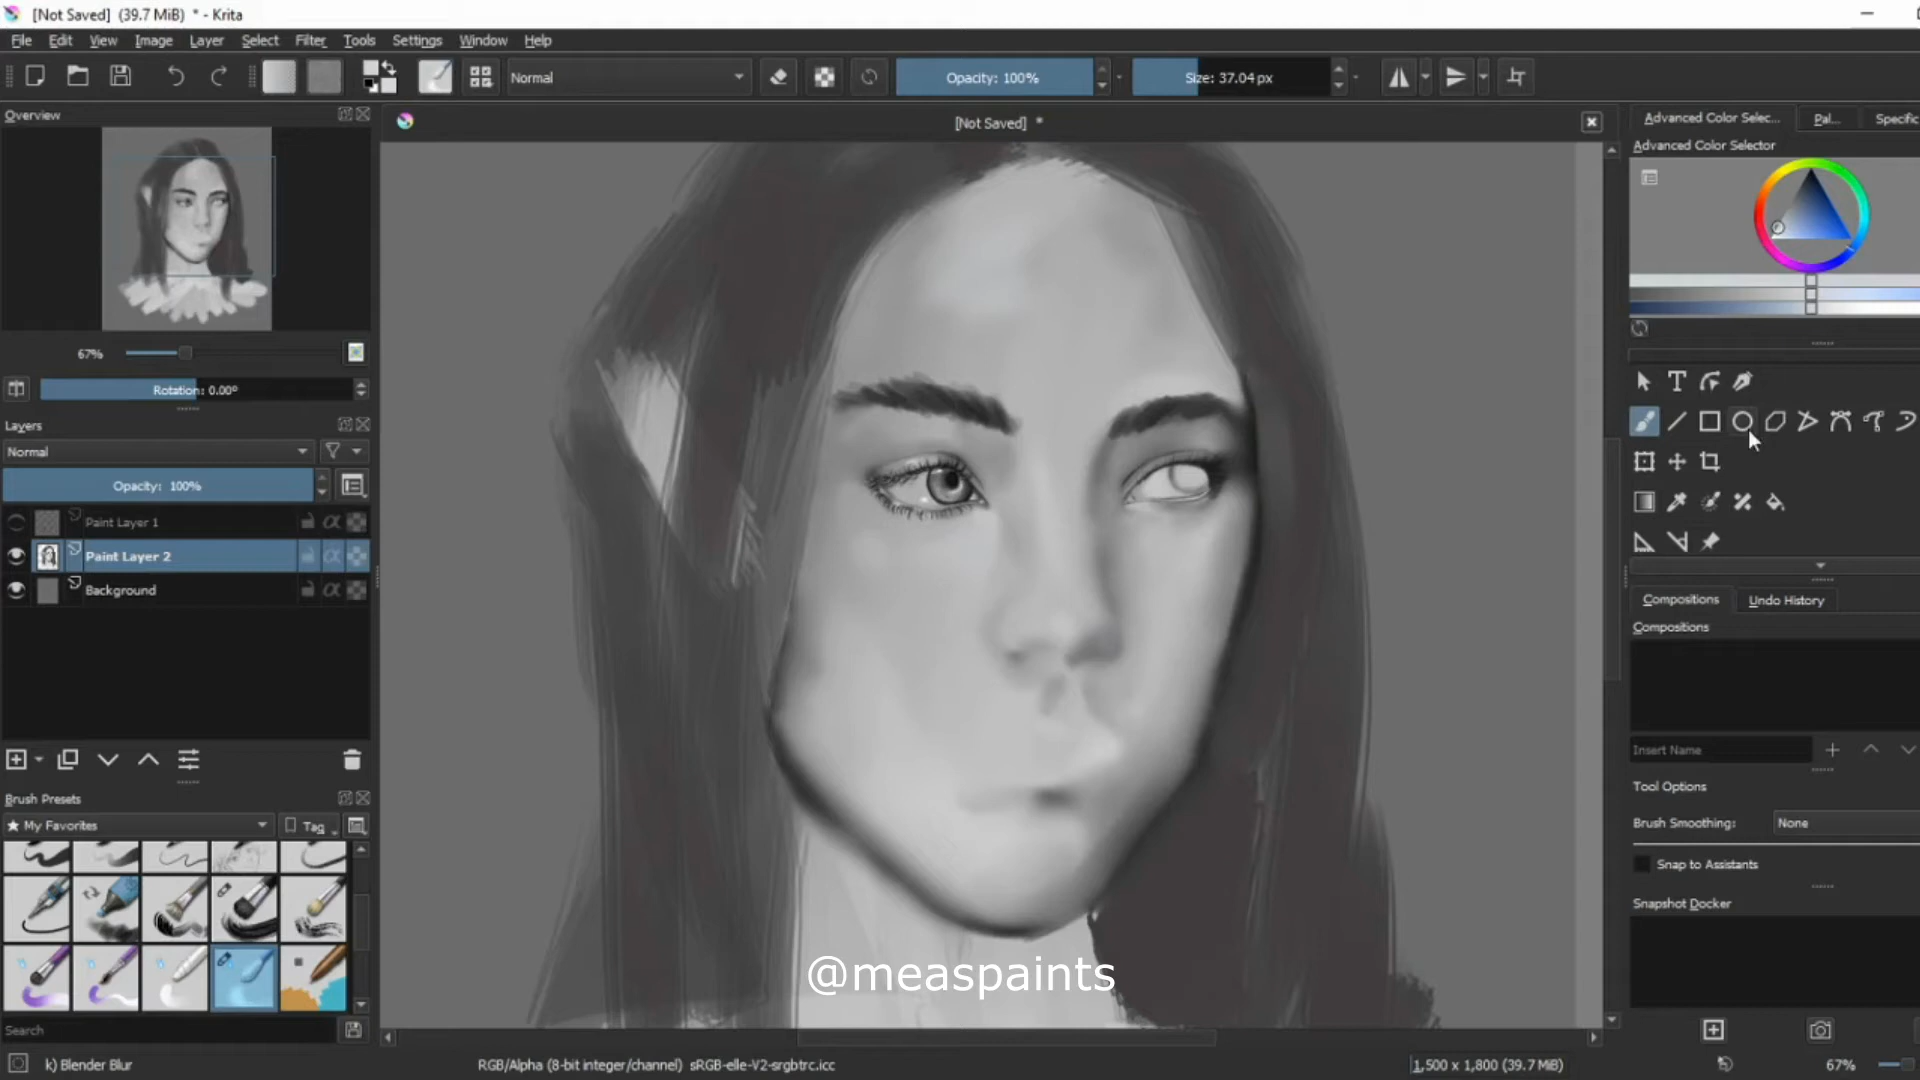 [Not Saved] (39.7 MiB) * - Krita
File Edit View Image Layer Select Filter Tools Settings Window Help
Normal Opacity: 100% Size: 37.04 px
Overview
[Not Saved] *
Advanced Color Selec... Pal... Specific
Advanced Color Selector
67%
Rotation: 0.00°
Layers
Normal
Opacity: 100%
Paint Layer 1
Paint Layer 2
Background
Compositions Undo History
Compositions
Insert Name
Tool Options
Brush Smoothing: None
Snap to Assistants
Snapshot Docker
Brush Presets
★ My Favorites Tag
@measpaints
Search
k) Blender Blur RGB/Alpha (8-bit integer/channel) sRGB-elle-V2-srgbtrc.icc 1,500 x 1,800 (39.7 MiB) 67%